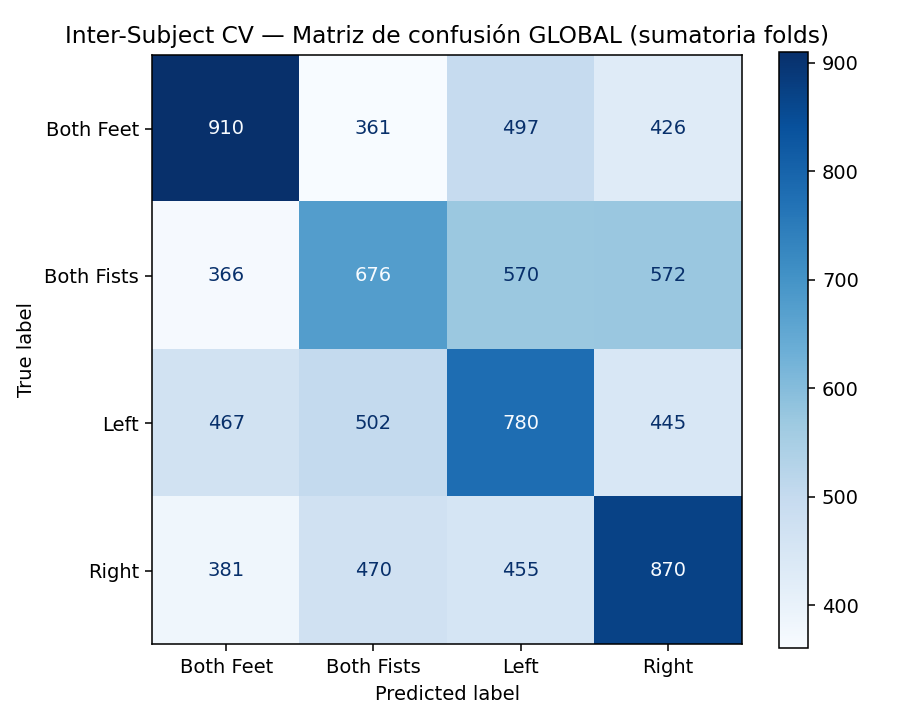 Inter-Subject CV — Matriz de confusión GLOBAL (sumatoria folds)
Both Feet 910 361 497 426
Both Fists 366 676 570 572
Left 467 502 780 445
Right 381 470 455 870
Both Feet Both Fists Left Right
Predicted label
True label
900
800
700
600
500
400